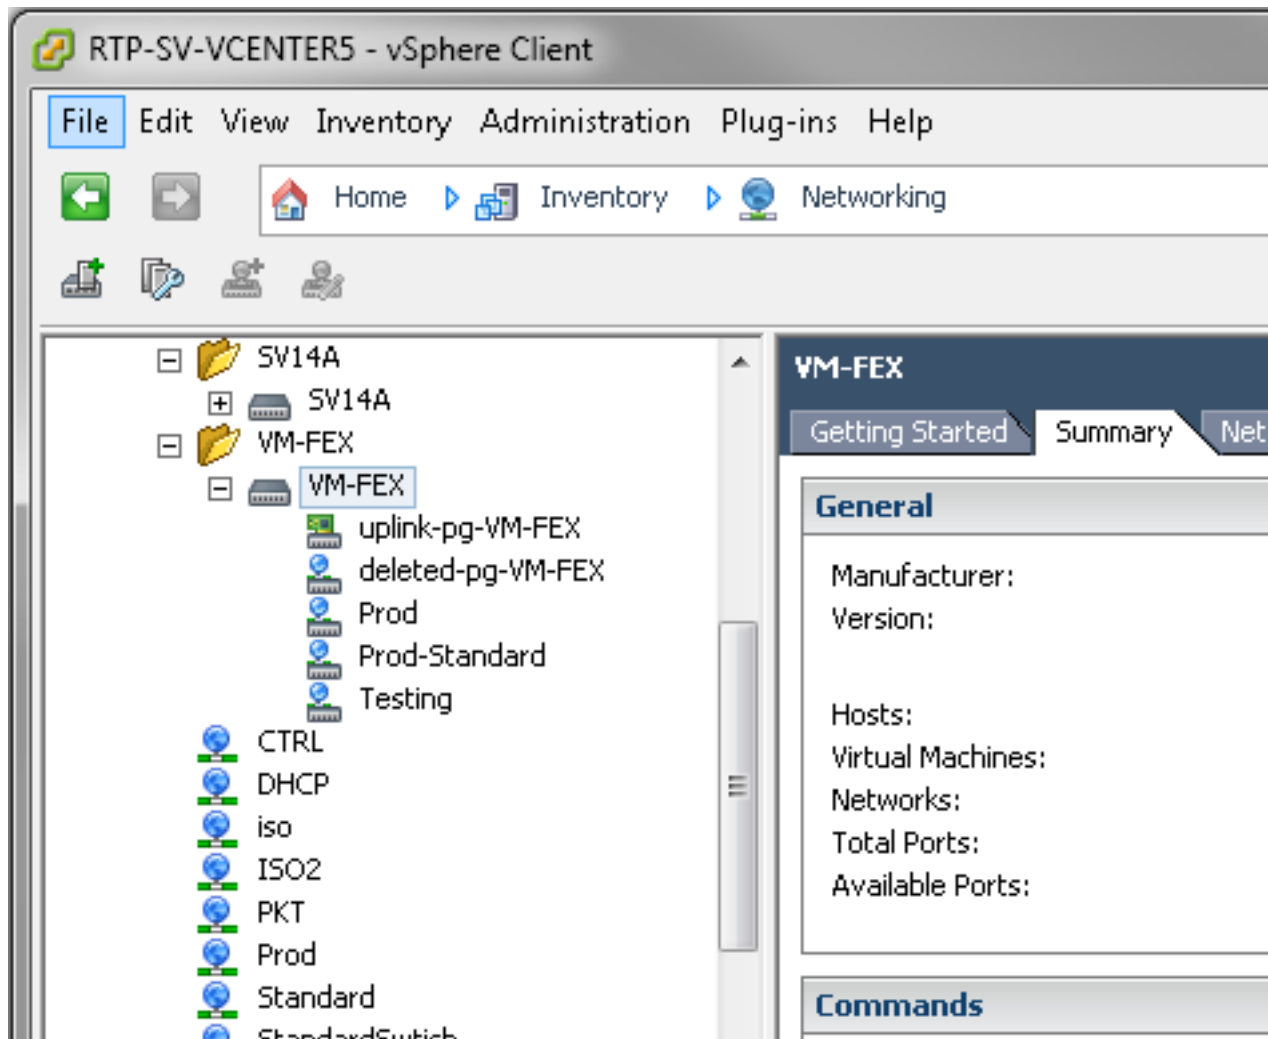 RTP-SV-VCENTER5 - vSphere Client
File Edit View Inventory Administration Plug-ins Help
Home Inventory Networking
SV14A
SV14A
VM-FEX
VM-FEX
uplink-pg-VM-FEX
deleted-pg-VM-FEX
Prod
Prod-Standard
Testing
CTRL
DHCP
iso
ISO2
PKT
Prod
Standard
StandardSwtich
VM-FEX
Getting Started Summary Net
General
Manufacturer:
Version:
Hosts:
Virtual Machines:
Networks:
Total Ports:
Available Ports:
Commands